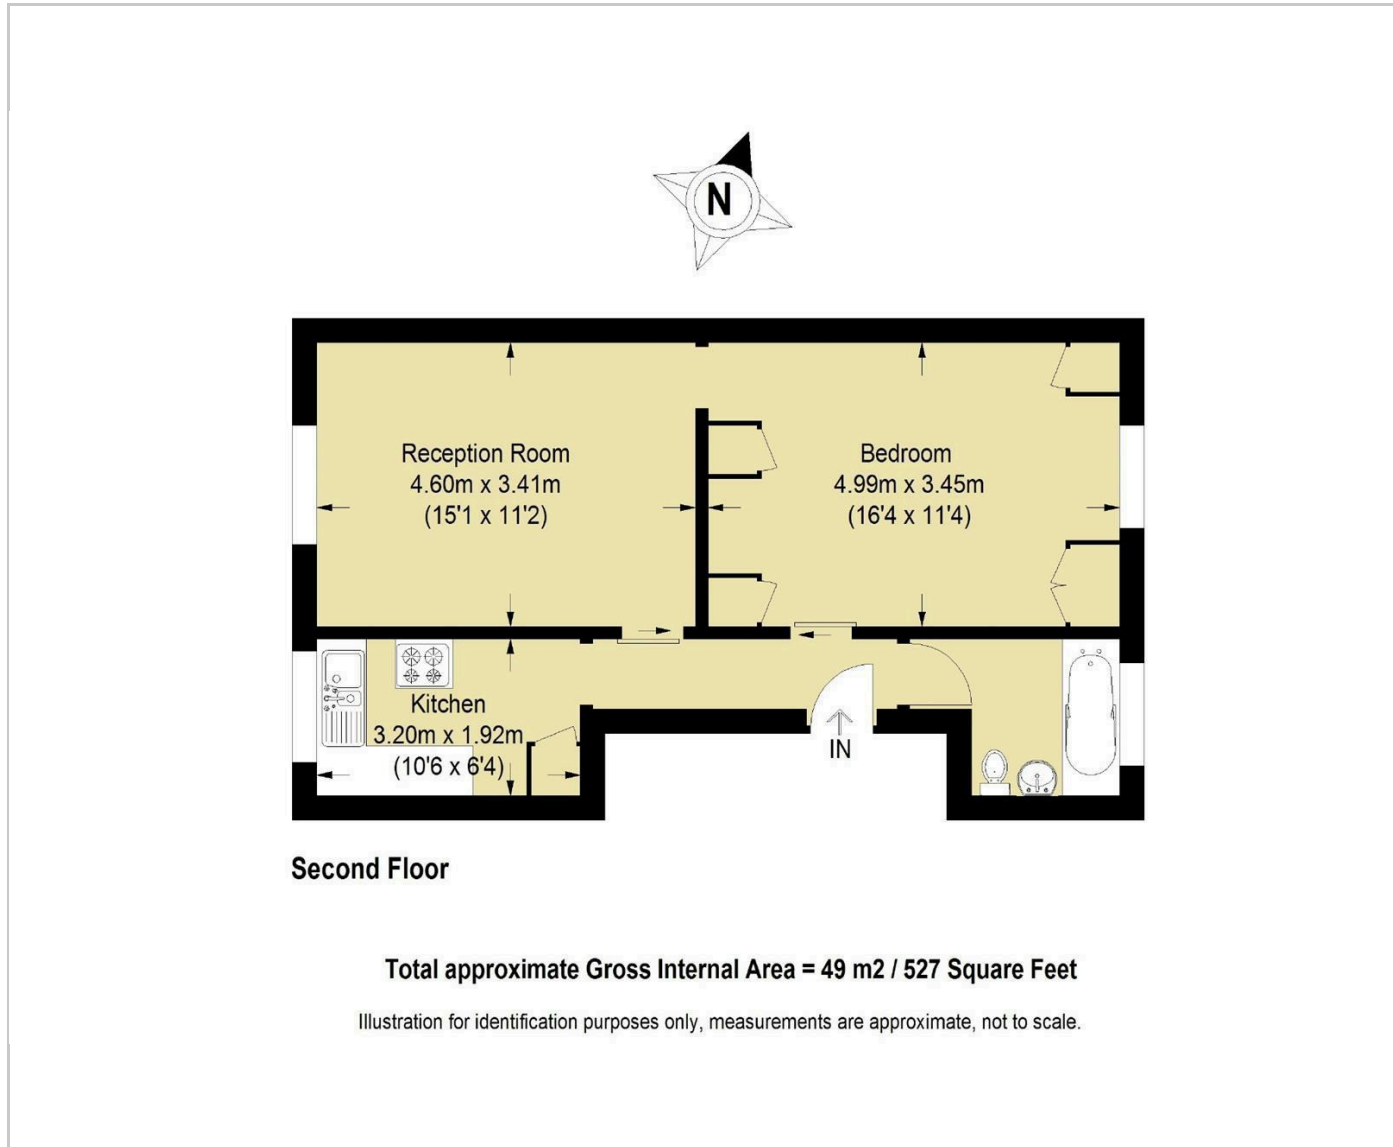 N
Reception Room
4.60m x 3.41m
(15'1 x 11'2)
Bedroom
4.99m x 3.45m
(16'4 x 11'4)
Kitchen
3.20m x 1.92m
(10'6 x 6'4)
IN
Second Floor
Total approximate Gross Internal Area = 49 m2 / 527 Square Feet
Illustration for identification purposes only, measurements are approximate, not to scale.